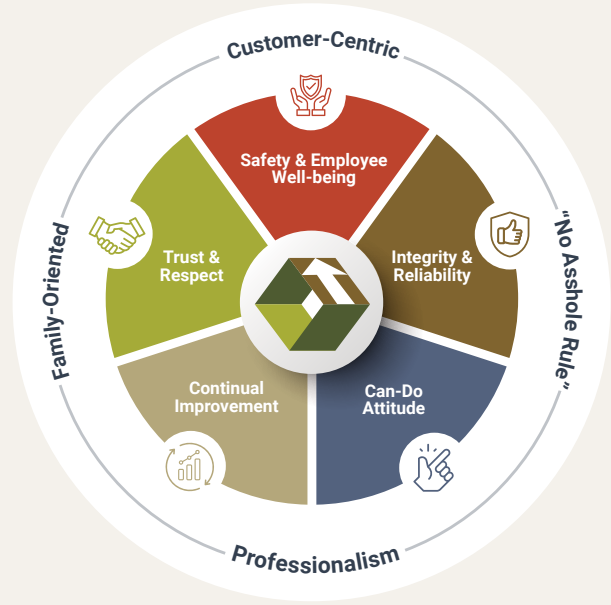 Customer-Centric
Safety & Employee
Well-being
Trust &
Respect
Integrity &
Reliability
Family-Oriented
“No Asshole Rule”
Continual
Improvement
Can-Do
Attitude
Professionalism